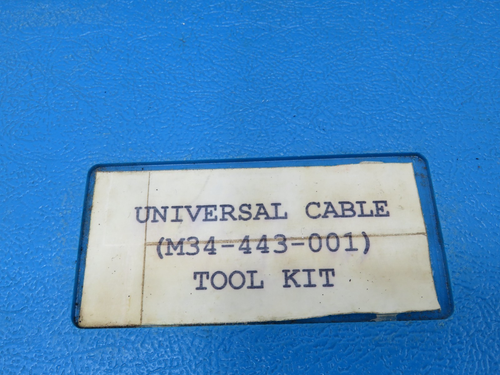 UNIVERSAL CABLE
(M34-443-001)
TOOL KIT